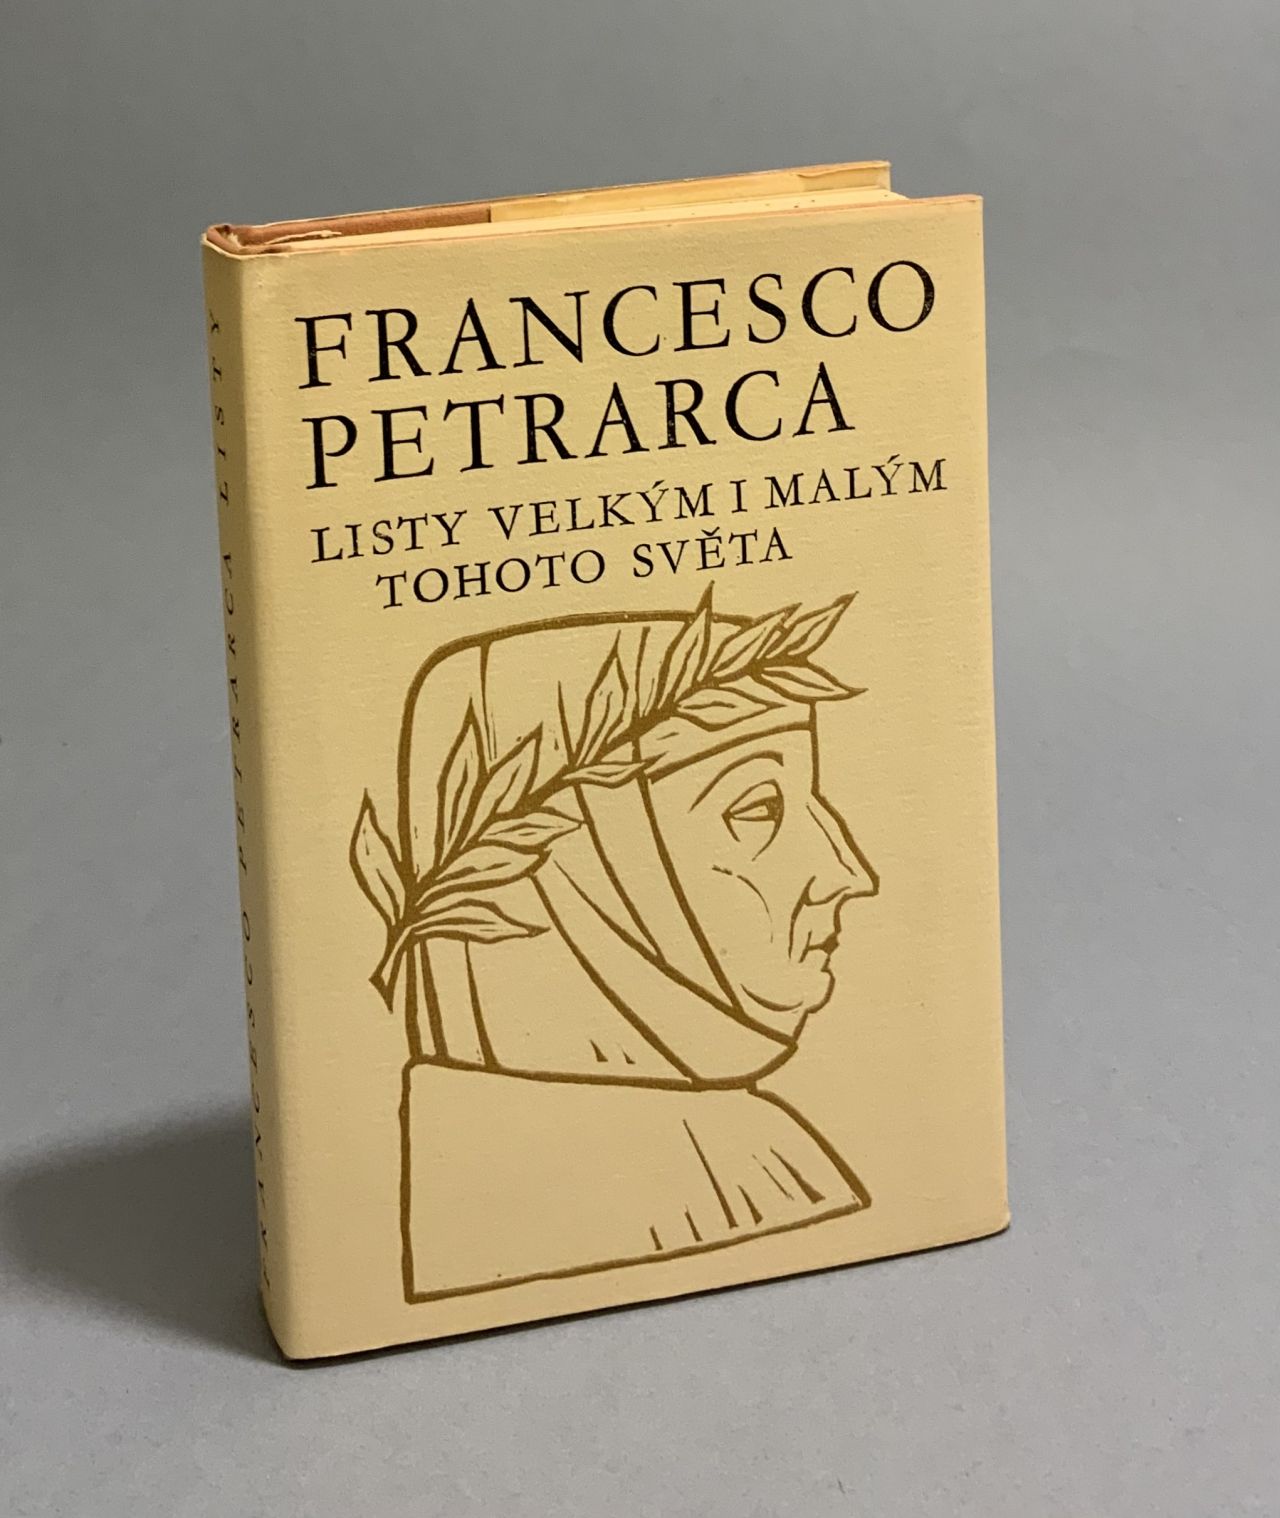 FRANCESCO
PETRARCA
LISTY VELKÝM I MALÝM
TOHOTO SVĚTA
FRANCESCO PETRARCA LISTY